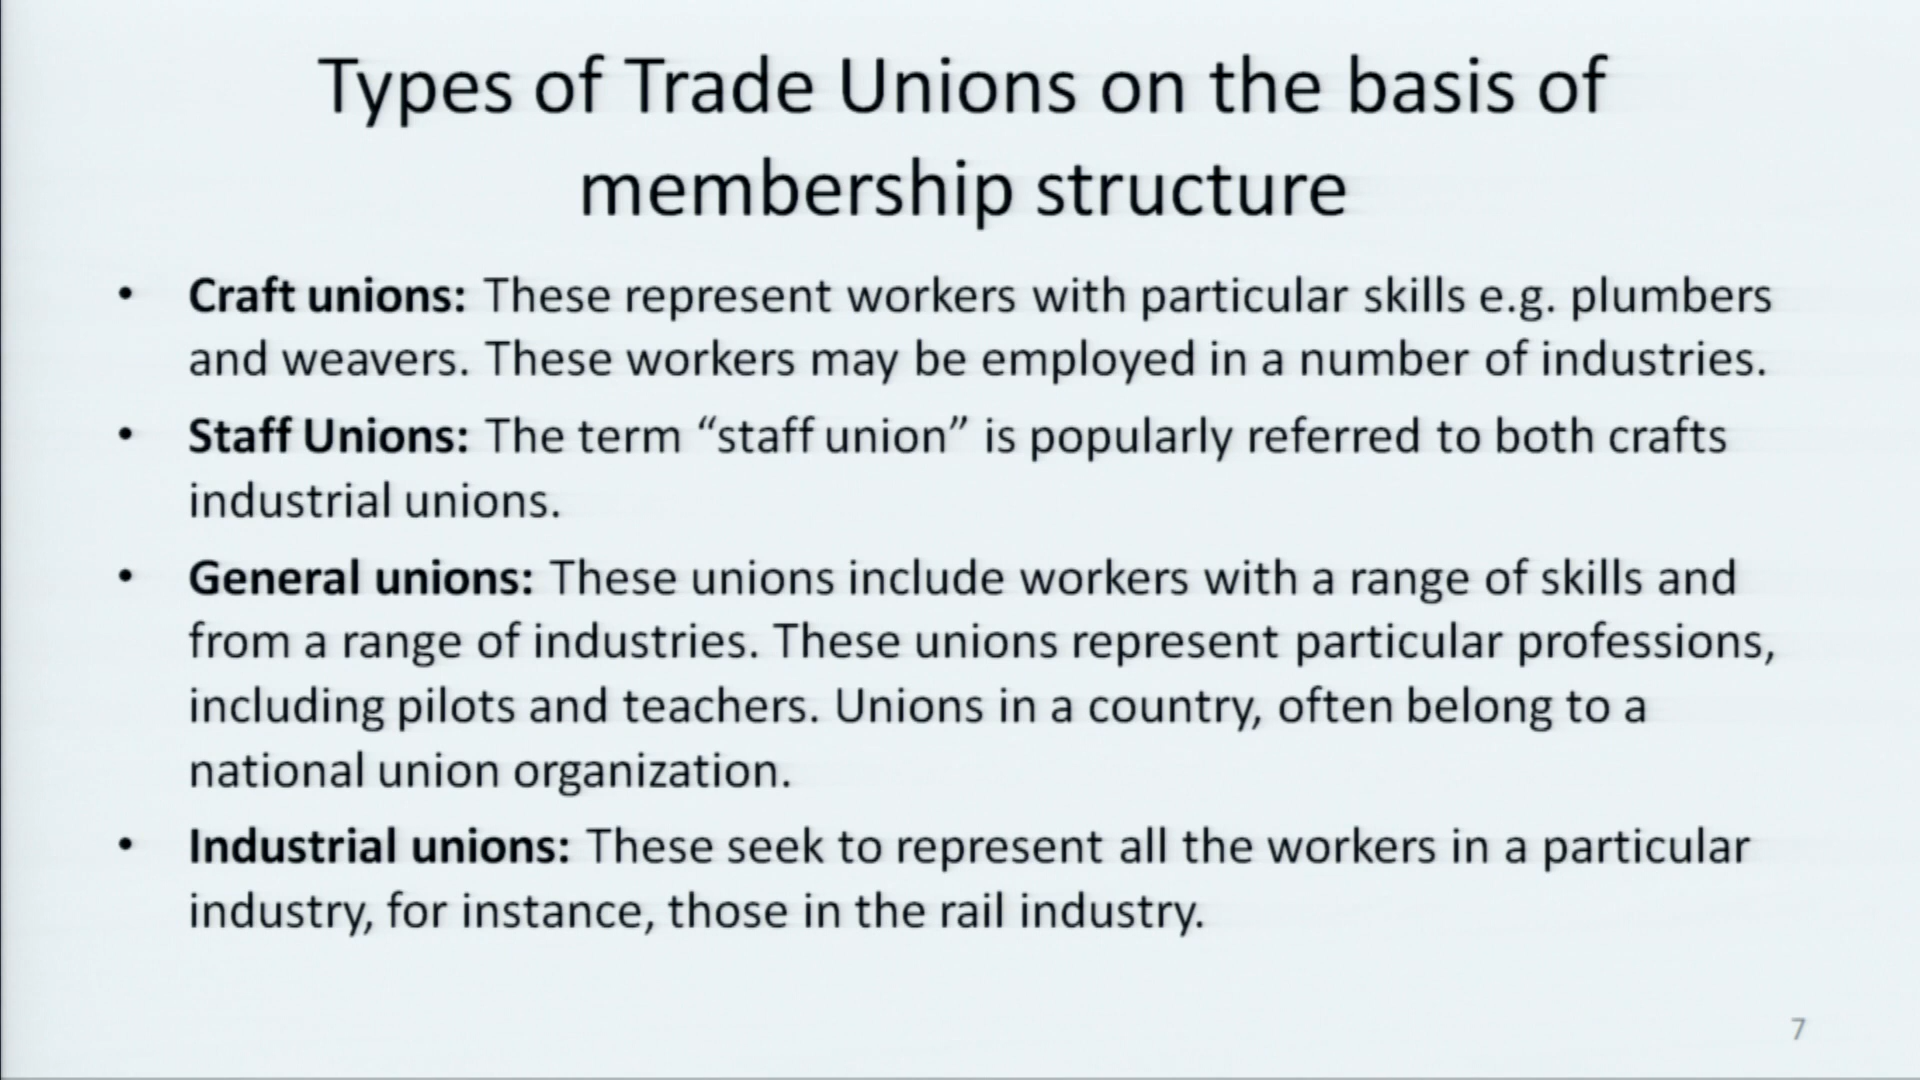 Types of Trade Unions on the basis of
membership structure
• Craft unions: These represent workers with particular skills e.g. plumbers
and weavers. These workers may be employed in a number of industries.
• Staff Unions: The term “staff union” is popularly referred to both crafts
industrial unions.
• General unions: These unions include workers with a range of skills and
from a range of industries. These unions represent particular professions,
including pilots and teachers. Unions in a country, often belong to a
national union organization.
• Industrial unions: These seek to represent all the workers in a particular
industry, for instance, those in the rail industry.
7